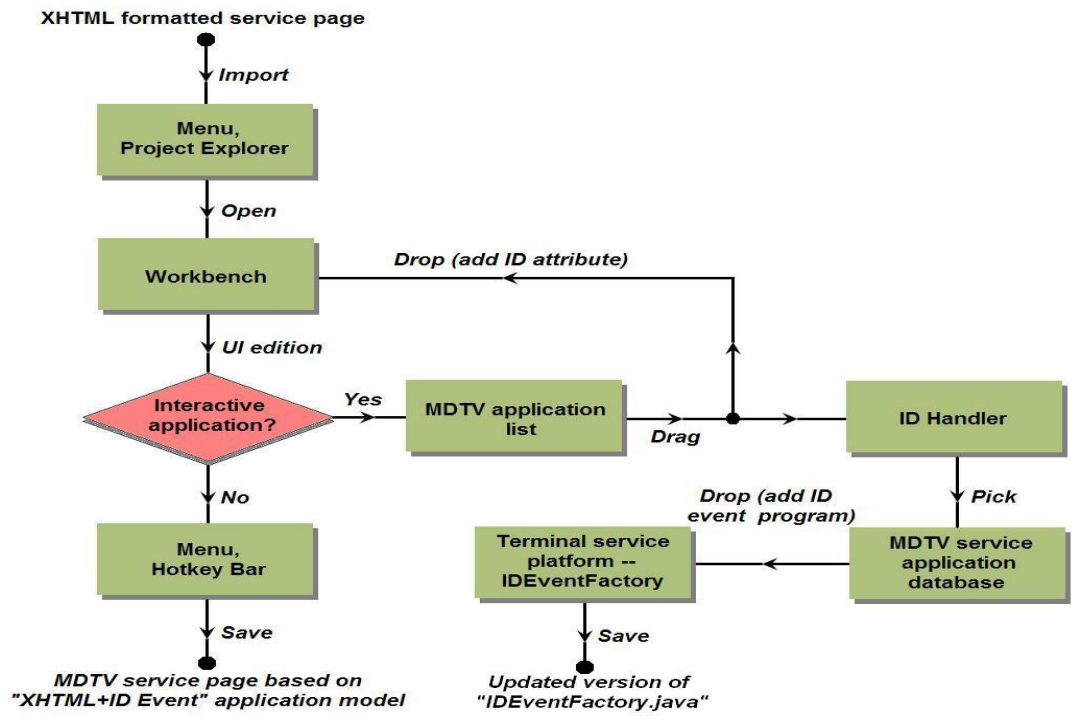 XHTML formatted service page
Import
Menu,
Project Explorer
Open
Workbench
Drop (add ID attribute)
UI edition
Interactive
application?
Yes
MDTV application
list
Drag
ID Handler
No
Pick
Drop (add ID
event program)
Menu,
Hotkey Bar
Terminal service
platform --
IDEventFactory
MDTV service
application
database
Save
Save
MDTV service page based on
"XHTML+ID Event" application model
Updated version of
“IDEventFactory.java“